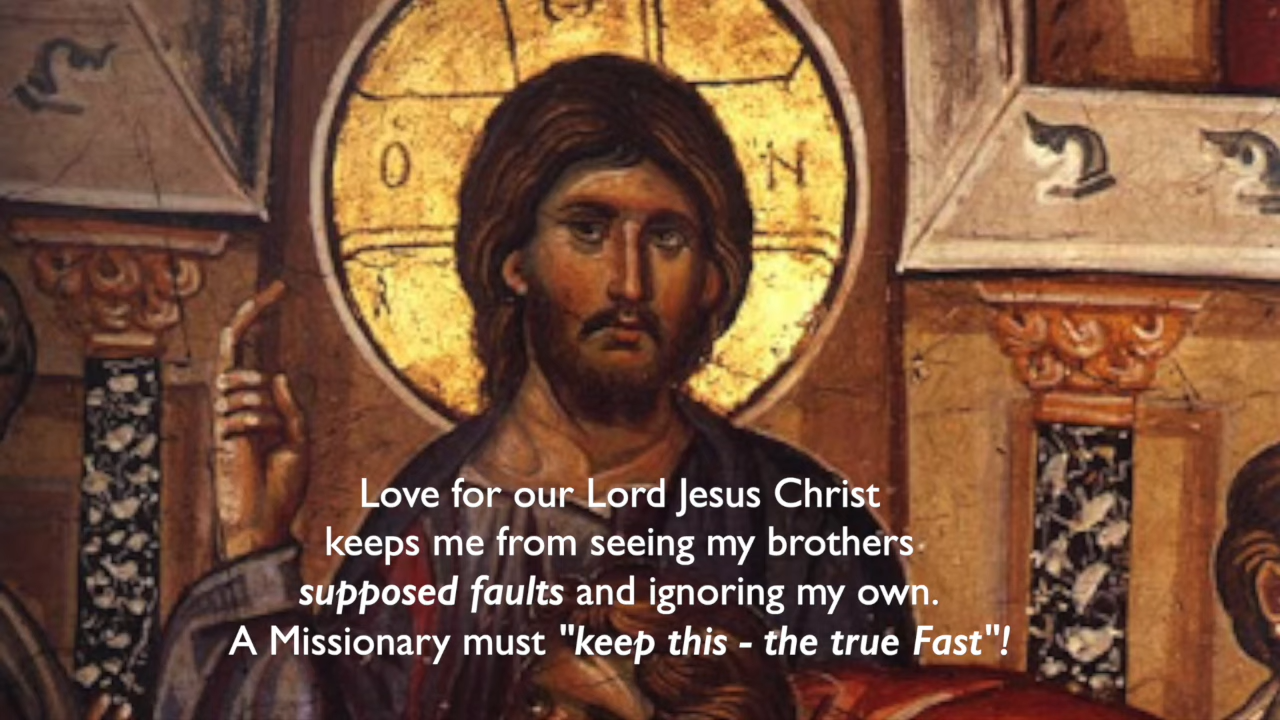 Ο Ν
Love for our Lord Jesus Christ
keeps me from seeing my brothers
supposed faults and ignoring my own.
A Missionary must "keep this - the true Fast"!